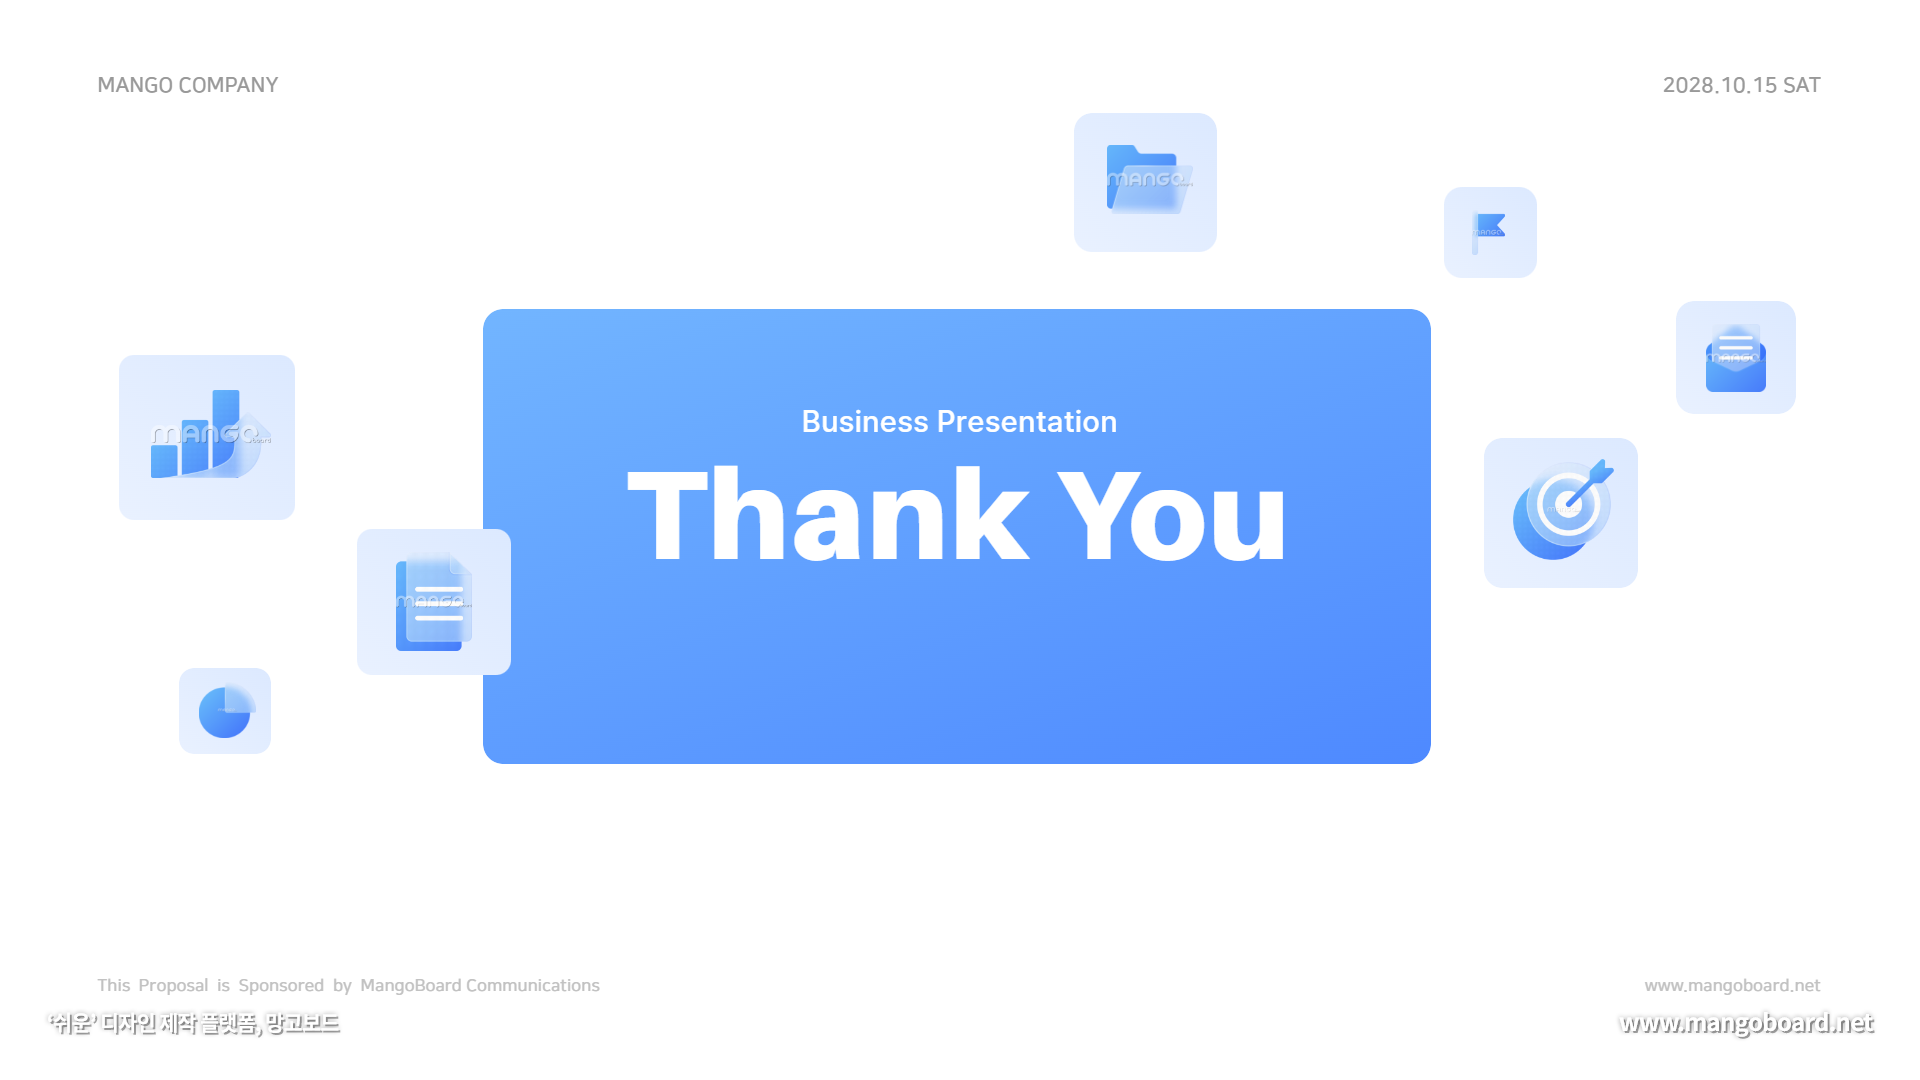 MANGO COMPANY
2028.10.15 SAT
Business Presentation
Thank You
This Proposal is Sponsored by MangoBoard Communications
www.mangoboard.net
‘쉬운’ 디자인 제작 플랫폼, 망고보드
www.mangoboard.net